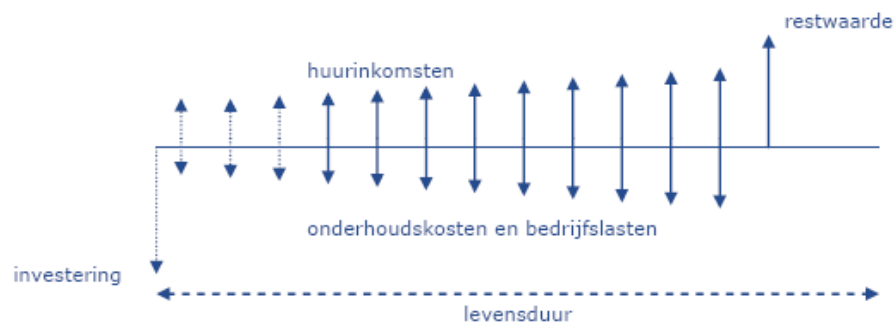 restwaarde
huurinkomsten
onderhoudskosten en bedrijfslasten
investering
levensduur